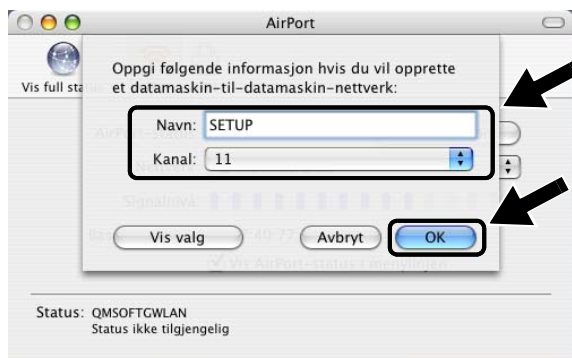 AirPort
Vis full sta
Oppgi følgende informasjon hvis du vil opprette
et datamaskin-til-datamaskin-nettverk:
Navn: SETUP
Kanal: 11
Signalnivå:
Vis valg
Avbryt
OK
Vis AirPort-status i menylinjen
Status: QMSOFTGWLAN
Status ikke tilgjengelig